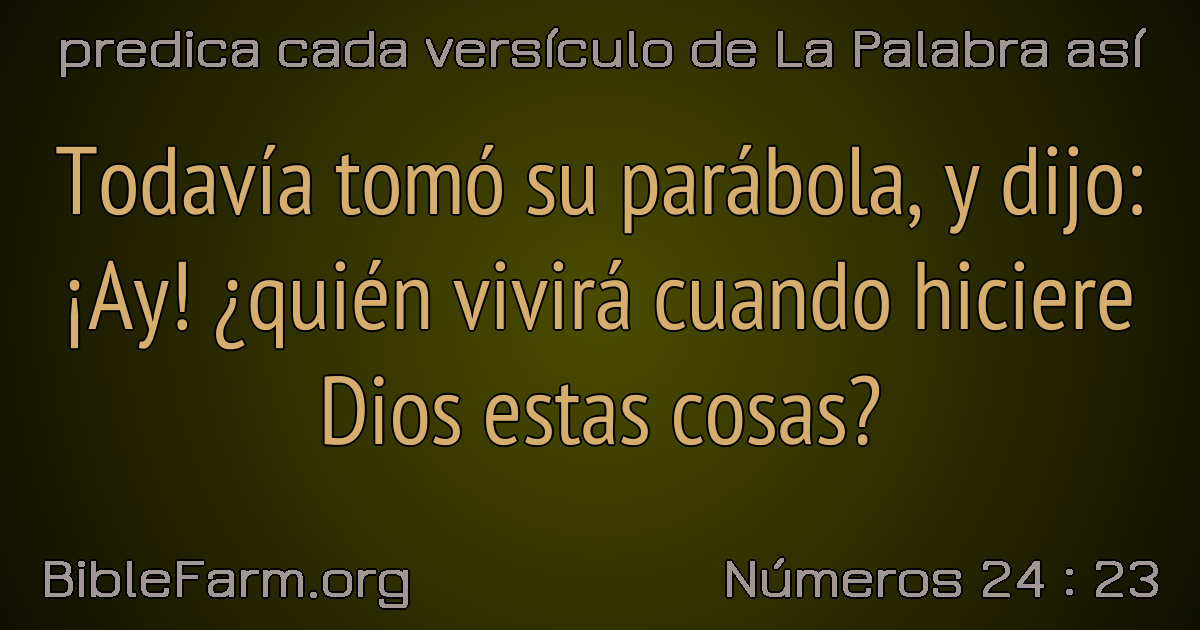 predica cada versículo de La Palabra así
Todavía tomó su parábola, y dijo:
¡Ay! ¿quién vivirá cuando hiciere
Dios estas cosas?
BibleFarm.org
Números 24 : 23